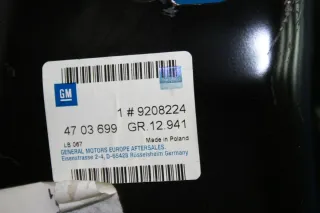 GM
1 # 9208224
47 03 699 GR.12.941
LS 067 Made in Poland
GENERAL MOTORS EUROPE AFTERSALES
Eisenstrasse 2-4, D-65428 Rüsselsheim Germany